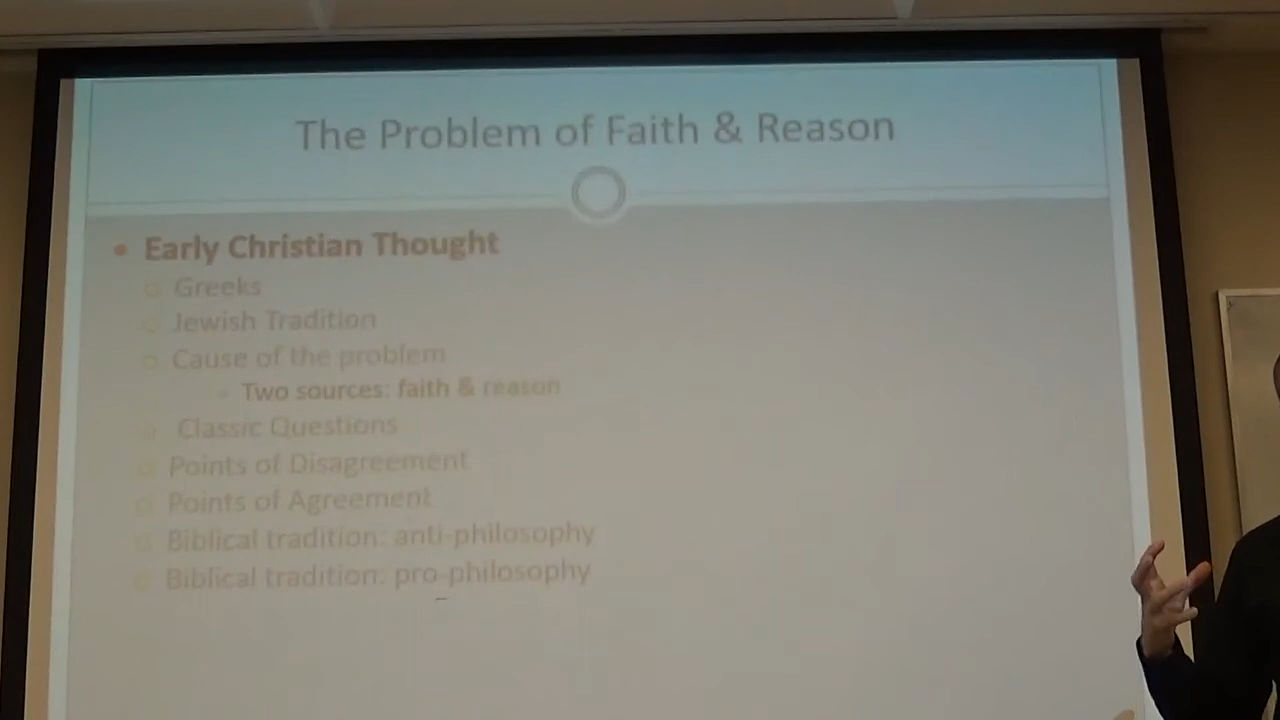 The Problem of Faith & Reason
Early Christian Thought
Greeks
Jewish Tradition
Cause of the problem
Two sources: faith & reason
Classic Questions
Points of Disagreement
Points of Agreement
Biblical tradition: anti-philosophy
Biblical tradition: pro-philosophy